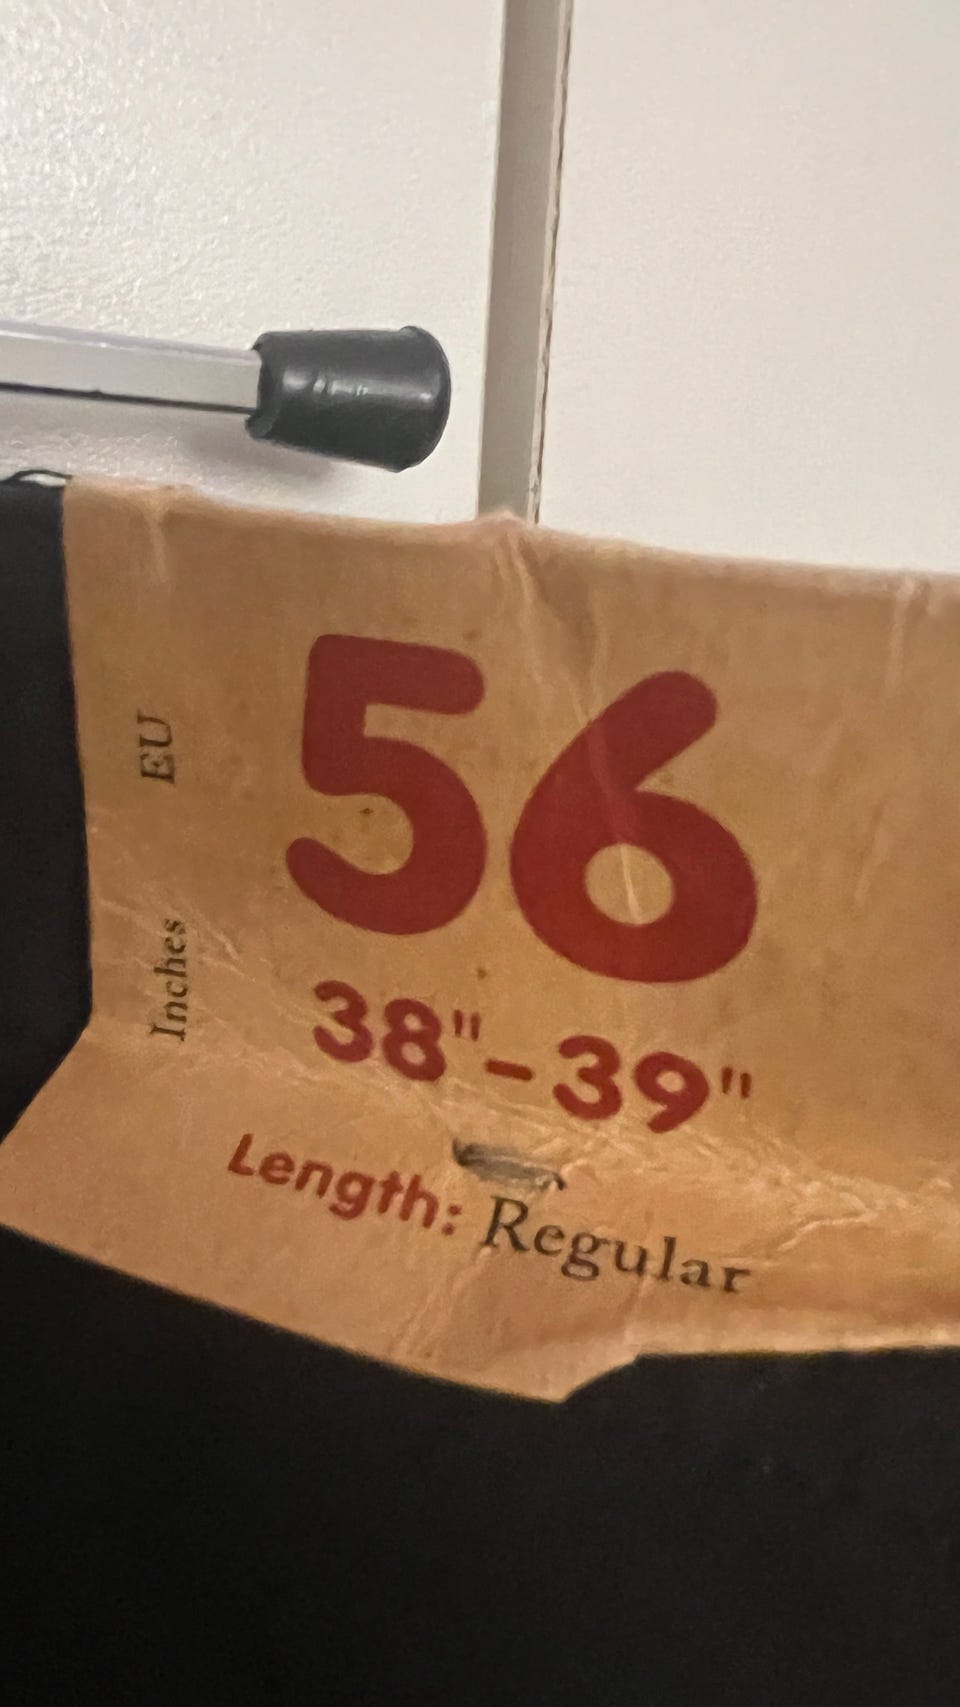 EU 56
Inches 38"-39"
Length: Regular